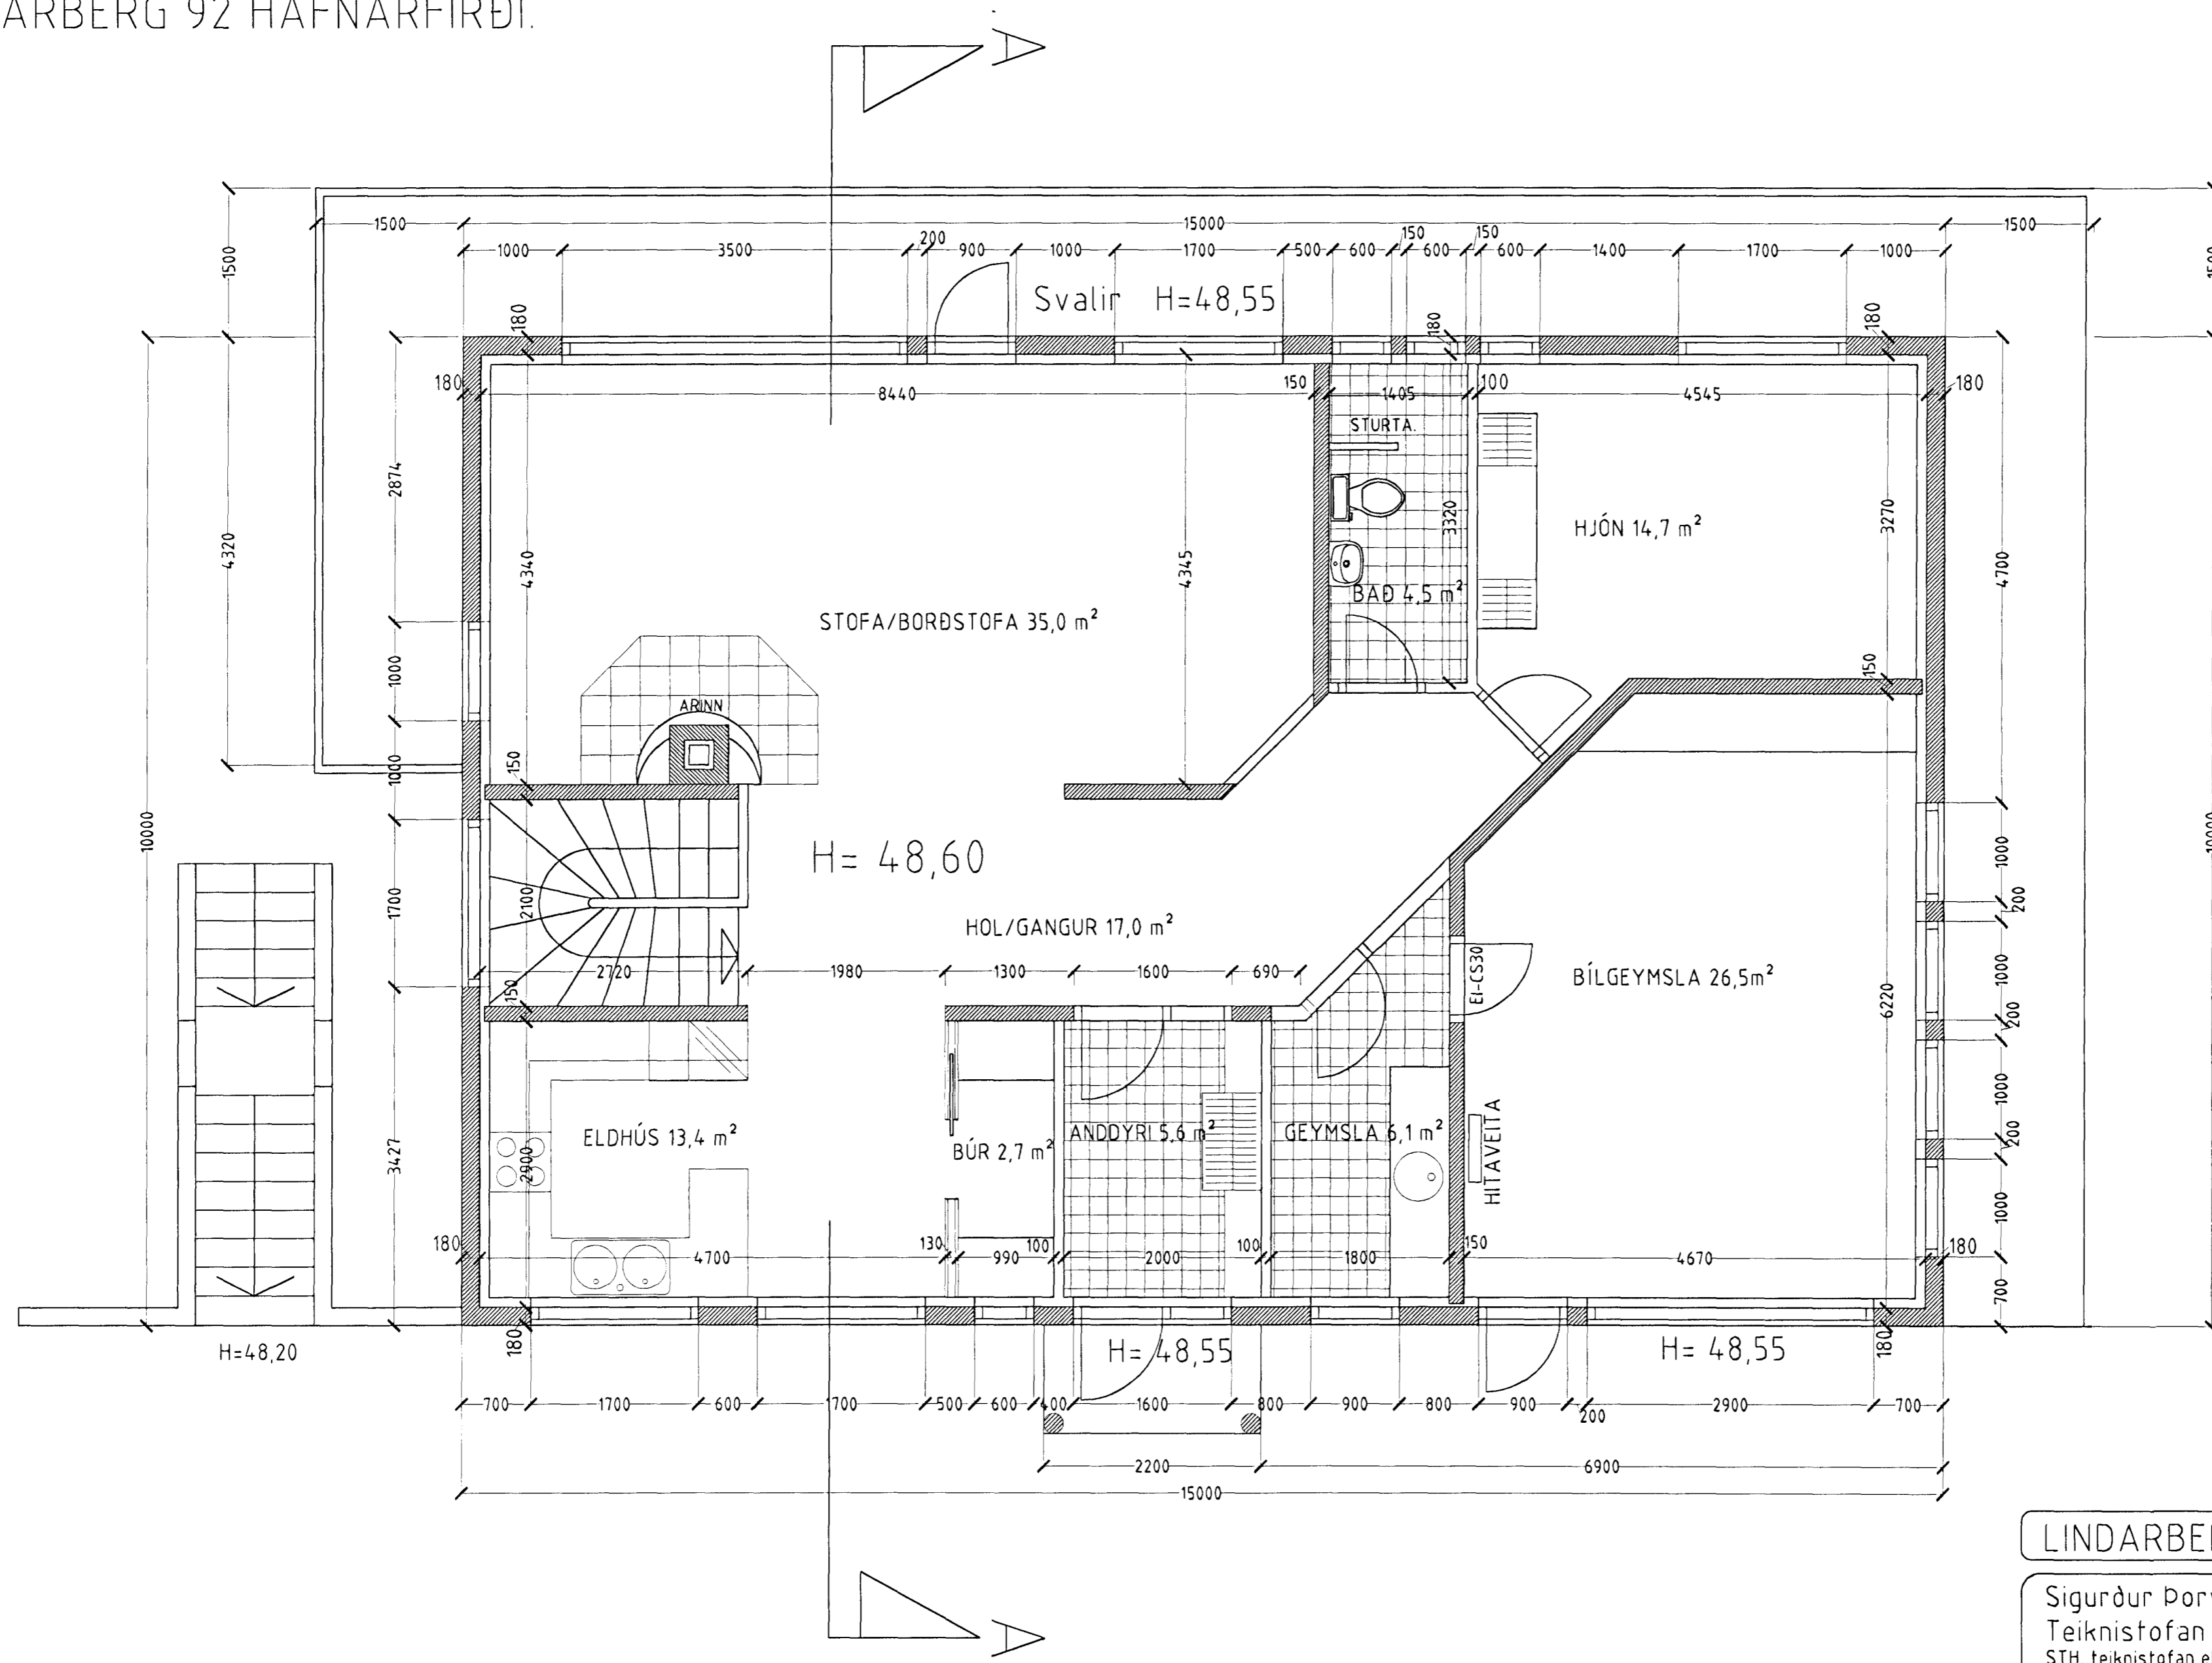 ARBERG 92 HAFNARFIRÐI.
A
1500 15000 1500
200 150 150
1000 3500 900 1000 1700 500 600 600 600 1400 1700 1000
1500
Svalir H=48,55
180 180 180
180 8440 150 1405 100 4545 180
STURTA.
2874
4320
4340
4345
3320
3270
4700
HJÓN 14,7 m²
BAÐ 4,5 m²
STOFA/BORÐSTOFA 35,0 m²
1000
150
ARINN
1000
150
10000
H= 48,60
1700
2100
1000
200
HOL/GANGUR 17,0 m²
2720 1980 1300 1600 690
EI-CS30
BÍLGEYMSLA 26,5m²
150
6220
1000
200
1000
ELDHÚS 13,4 m²
BÚR 2,7 m²
ANDDYRI 5,6 m²
GEYMSLA 6,1 m²
HITAVEITA
3427
2900
200
1000
180 4700 130 990 100 2000 100 1800 150 4670 180
700
180 180
H=48,20
H= 48,55
H= 48,55
700 1700 600 1700 500 600 400 1600 800 900 800 900 200 2900 700
2200 6900
15000
A
LINDARBE
Sigurður Þor
Teiknistofan
STH. teiknistofan e